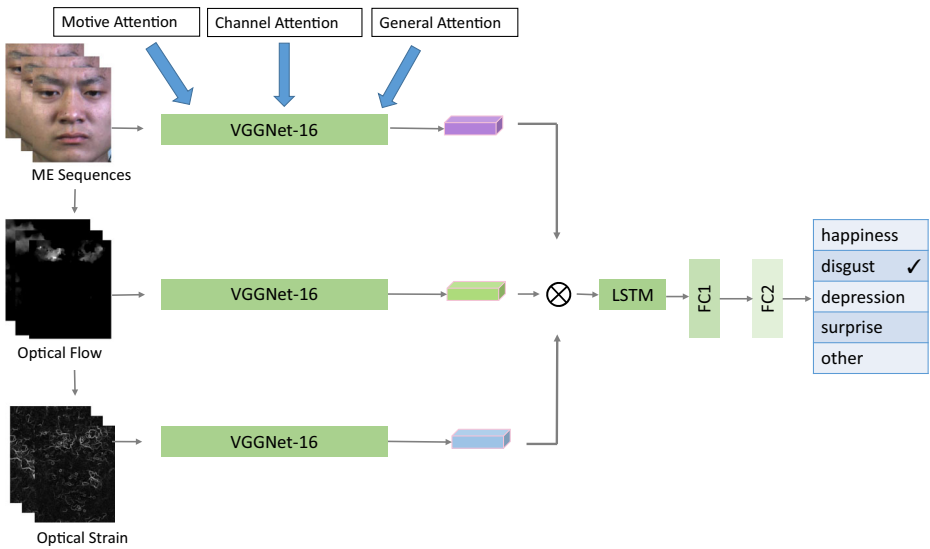 Motive Attention
Channel Attention
General Attention
VGGNet-16
ME Sequences
VGGNet-16
Optical Flow
VGGNet-16
Optical Strain
LSTM
FC1
FC2
happiness
disgust ✓
depression
surprise
other